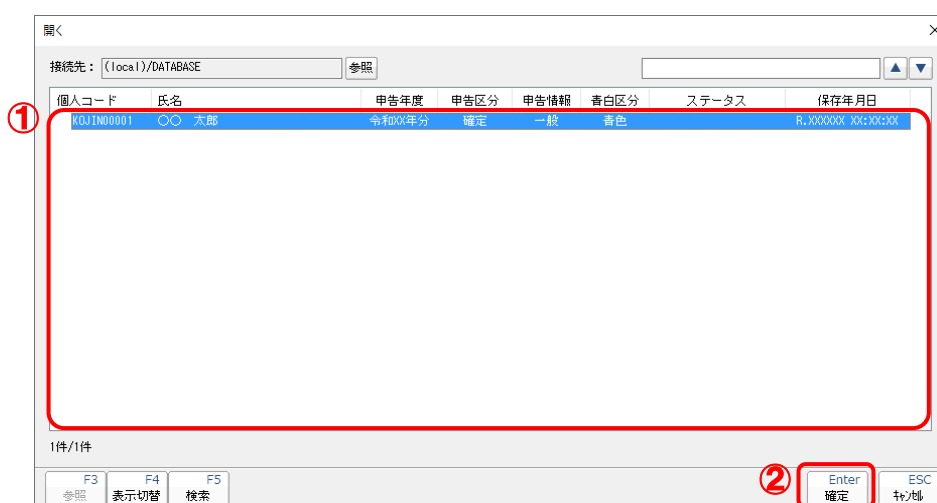 開く ×
接続先： (local)/DATABASE 参照 ▲ ▼
個人コード 氏名 申告年度 申告区分 申告情報 青白区分 ステータス 保存年月日
① KOJIN00001 〇〇 太郎 令和XX年分 確定 一般 青色 R.XXXXXX XX:XX:XX
1件/1件
F3 F4 F5 ② Enter ESC
参照 表示切替 検索 確定 ｷｬﾝｾﾙ